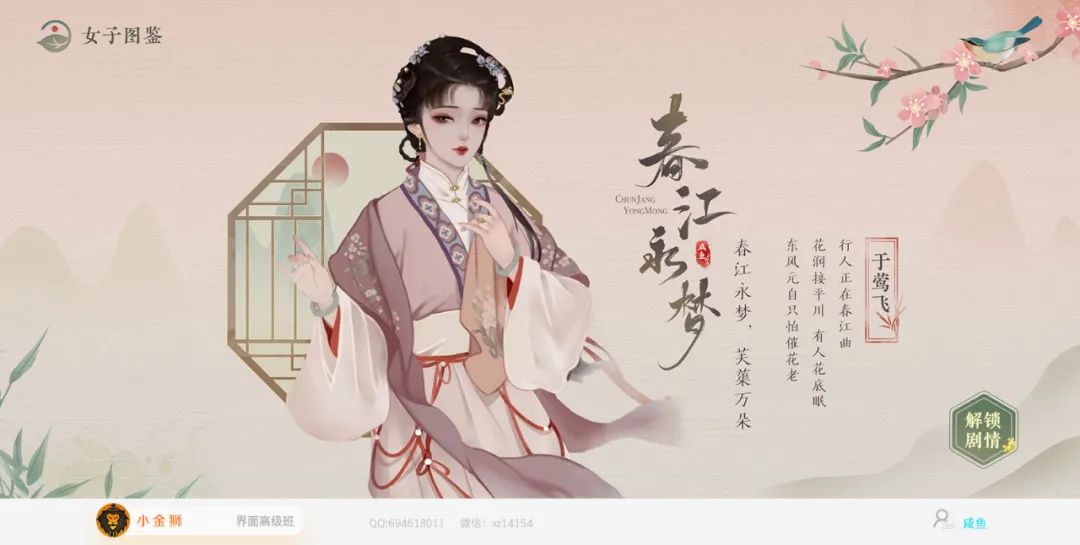 女子图鉴
春江永梦
CHUNJANG
YONGMONG
咸鱼
于莺飞
行人正在春江曲
花润接平川 有人花底眠
东风元自只怕催花老
春江永梦，芙蕖万朵
解锁
剧情
小金狮
界面高级班
QQ:694618011
微信：xz14154
咸鱼